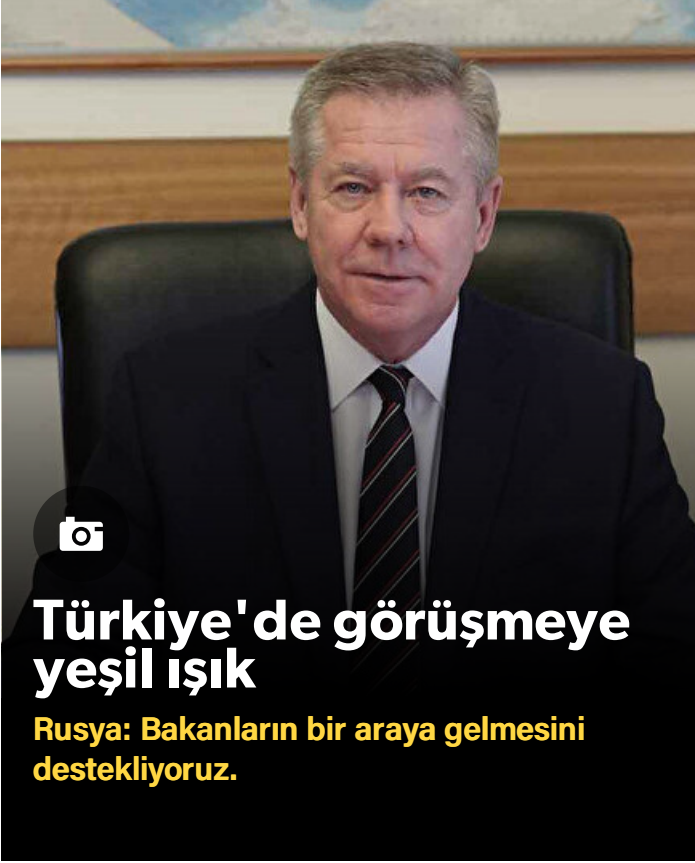 Türkiye'de görüşmeye
yeşil ışık
Rusya: Bakanların bir araya gelmesini
destekliyoruz.